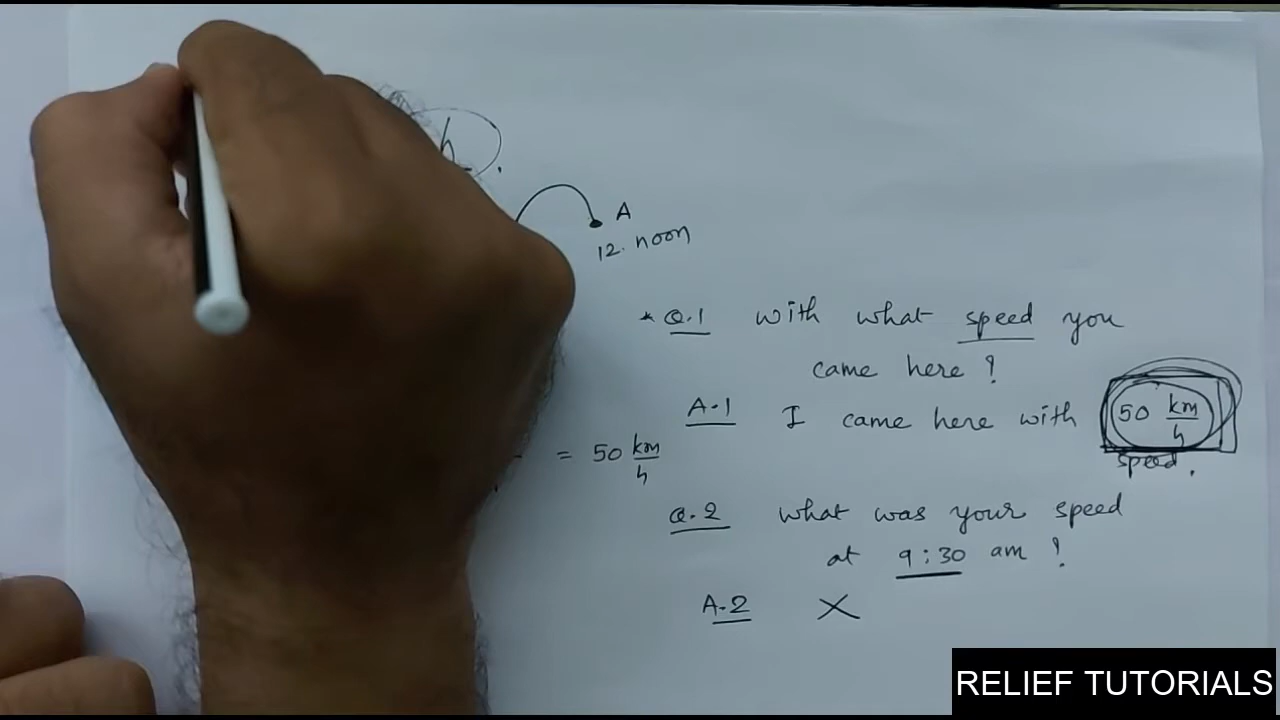 h
A
12. noon
* Q.1 With what speed you
came here ?
A.1 I came here with 50 km/h
speed.
= 50 km/h
Q.2 What was your speed
at 9:30 am ?
A.2 X
RELIEF TUTORIALS